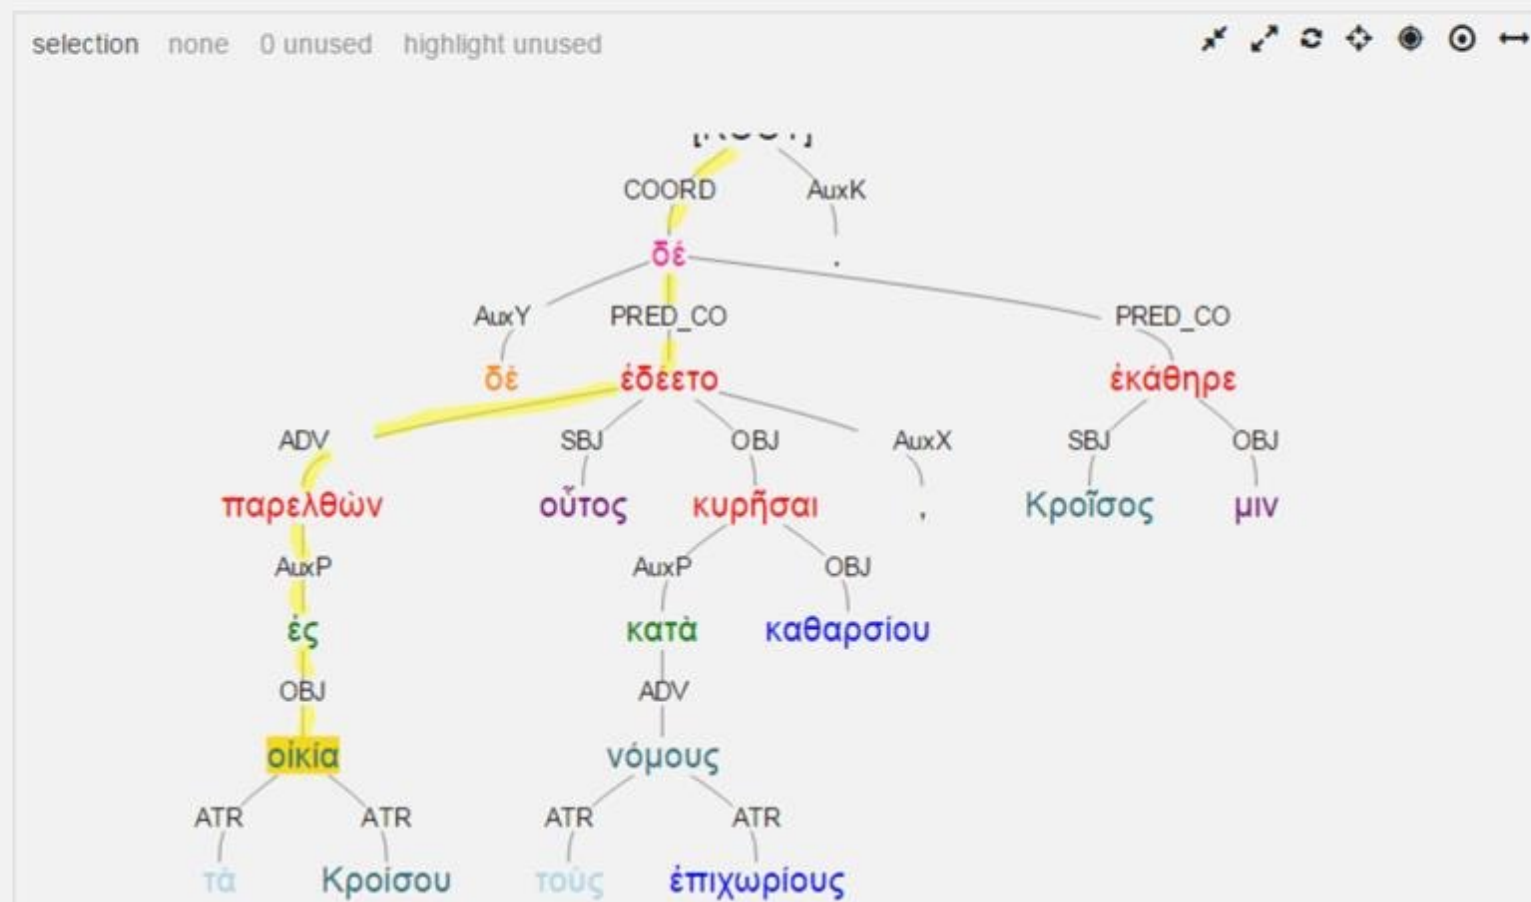 selection none 0 unused highlight unused
[ROOT]
COORD AuxK
δέ .
AuxY PRED_CO PRED_CO
δὲ ἐδέετο ἐκάθηρε
ADV SBJ OBJ AuxX SBJ OBJ
παρελθὼν οὗτος κυρῆσαι , Κροῖσος μιν
AuxP AuxP OBJ
ἐς κατὰ καθαρσίου
OBJ ADV
οἰκία νόμους
ATR ATR ATR ATR
τὰ Κροίσου τοὺς ἐπιχωρίους